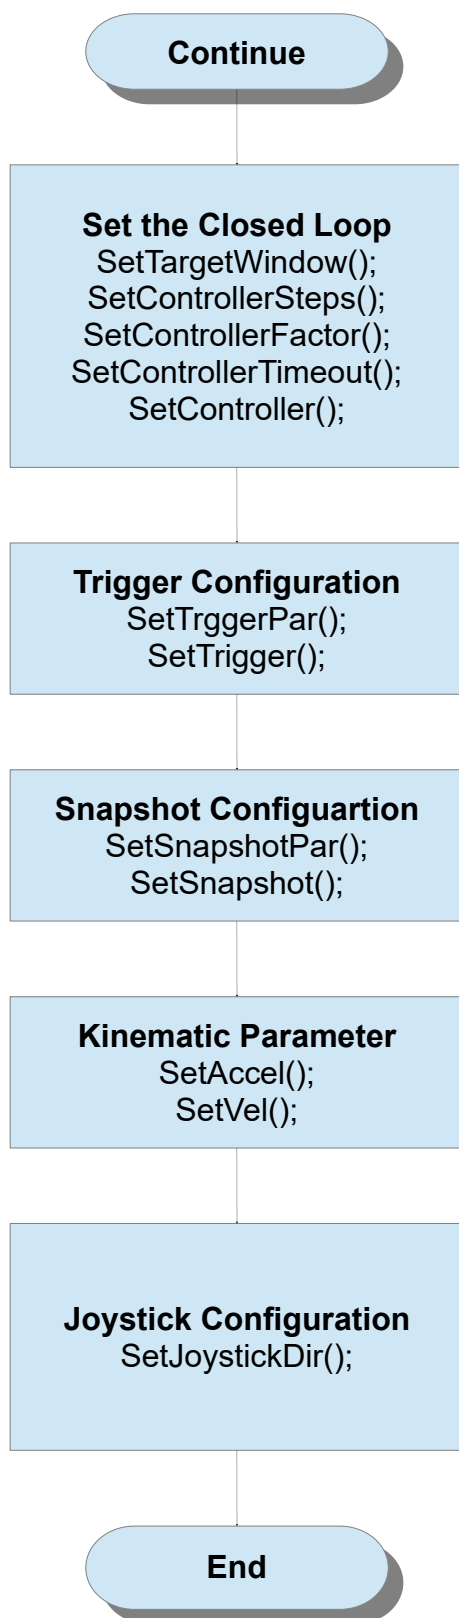 Continue
Set the Closed Loop
SetTargetWindow();
SetControllerSteps();
SetControllerFactor();
SetControllerTimeout();
SetController();
Trigger Configuration
SetTrggerPar();
SetTrigger();
Snapshot Configuartion
SetSnapshotPar();
SetSnapshot();
Kinematic Parameter
SetAccel();
SetVel();
Joystick Configuration
SetJoystickDir();
End